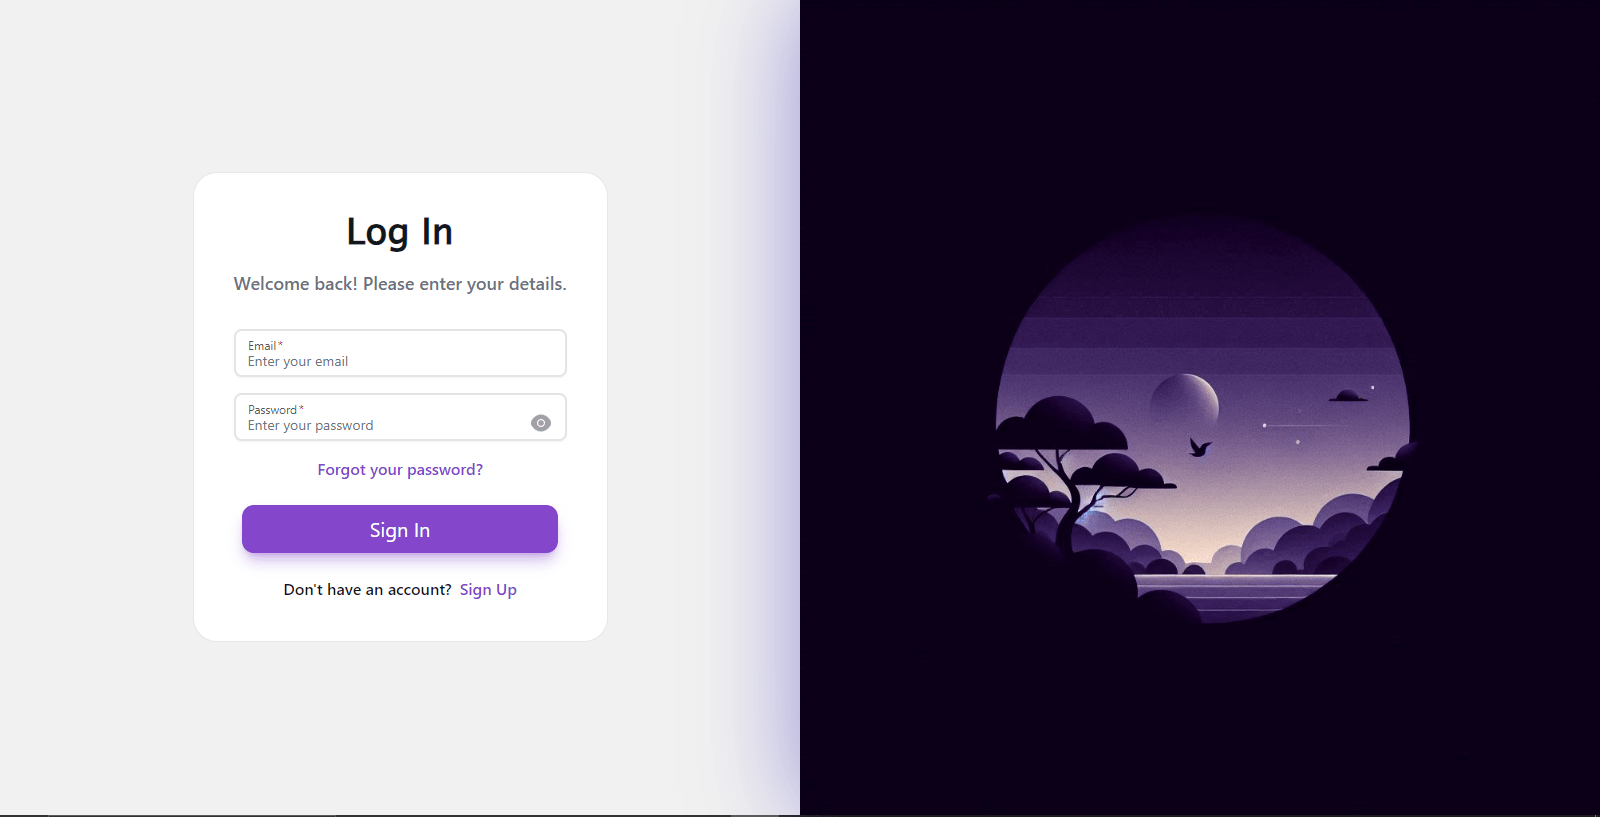 Log In
Welcome back! Please enter your details.
Email*
Enter your email
Password*
Enter your password
Forgot your password?
Sign In
Don't have an account? Sign Up